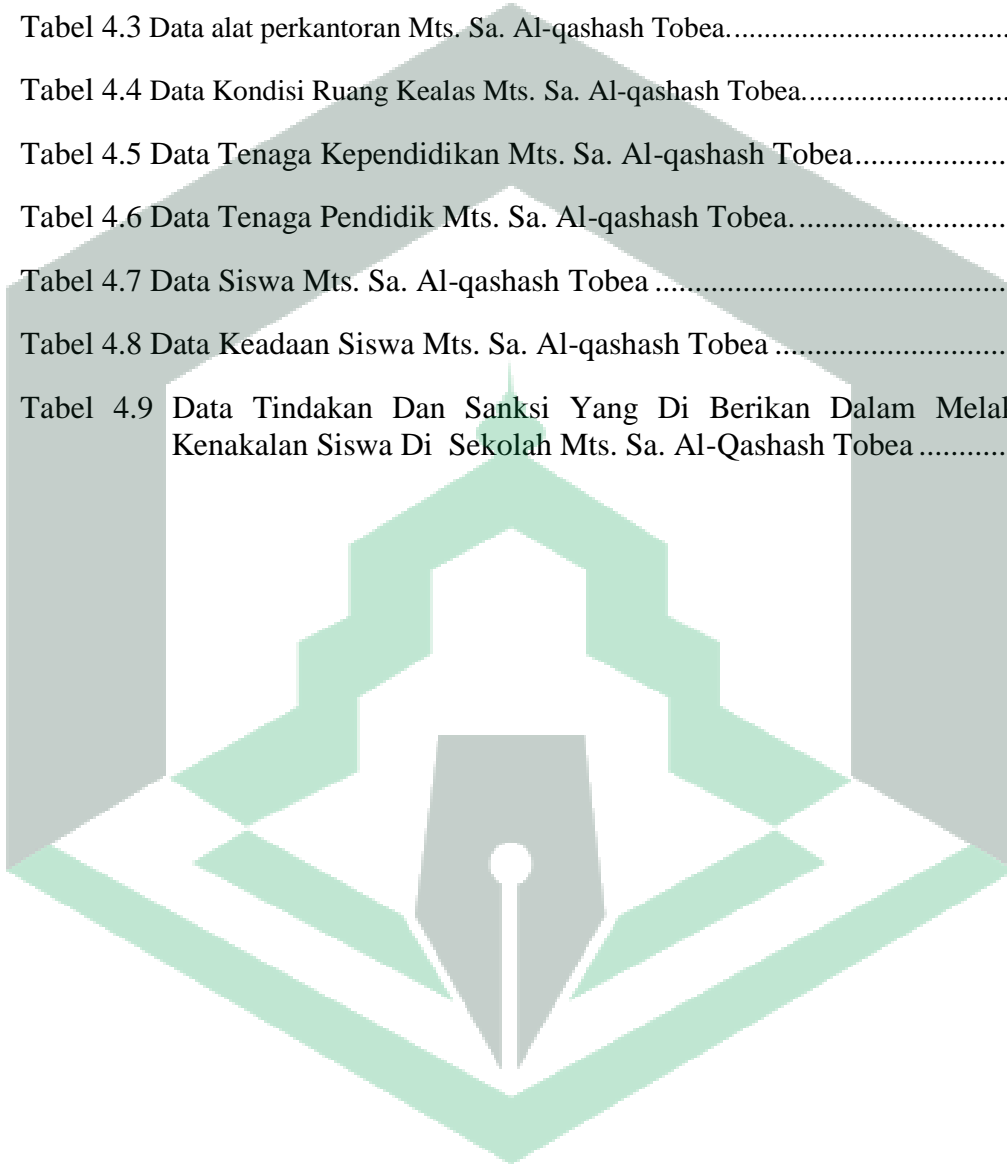 Tabel 4.3 Data alat perkantoran Mts. Sa. Al-qashash Tobea.................................
Tabel 4.4 Data Kondisi Ruang Kealas Mts. Sa. Al-qashash Tobea........................
Tabel 4.5 Data Tenaga Kependidikan Mts. Sa. Al-qashash Tobea................
Tabel 4.6 Data Tenaga Pendidik Mts. Sa. Al-qashash Tobea........................
Tabel 4.7 Data Siswa Mts. Sa. Al-qashash Tobea .........................................
Tabel 4.8 Data Keadaan Siswa Mts. Sa. Al-qashash Tobea ..........................
Tabel 4.9 Data Tindakan Dan Sanksi Yang Di Berikan Dalam
Kenakalan Siswa Di Sekolah Mts. Sa. Al-Qashash Tobea ...........